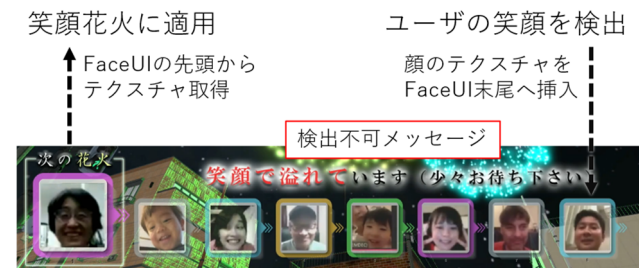 笑顔花火に適用
ユーザの笑顔を検出
FaceUIの先頭から
テクスチャ取得
顔のテクスチャを
FaceUI末尾へ挿入
検出不可メッセージ
次の花火
笑顔で溢れています（少々お待ち下さい